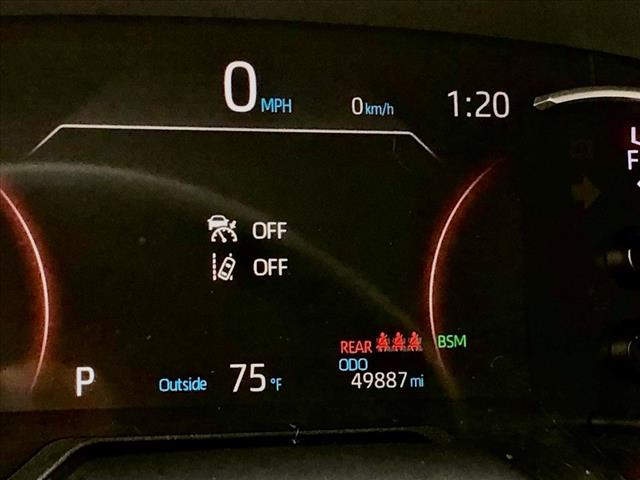 0 MPH 0 km/h 1:20
OFF
OFF
REAR BSM
ODO
P Outside 75 °F 49887 mi
F